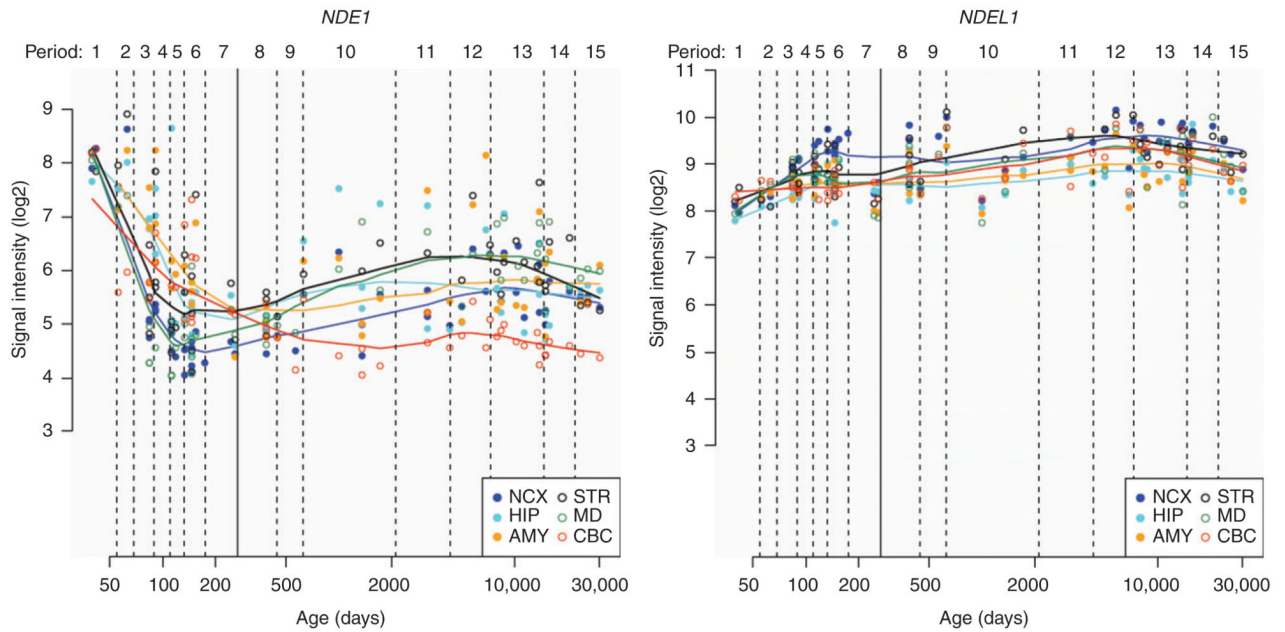 NDE1
Period: 1 2 3 4 5 6 7 8 9 10 11 12 13 14 15
9
8
7
6
5
4
3
Signal intensity (log2)
NCX STR
HIP MD
AMY CBC
50 100 200 500 2000 10,000 30,000
Age (days)
NDEL1
Period: 1 2 3 4 5 6 7 8 9 10 11 12 13 14 15
11
10
9
8
7
6
5
4
3
Signal intensity (log2)
NCX STR
HIP MD
AMY CBC
50 100 200 500 2000 10,000 30,000
Age (days)